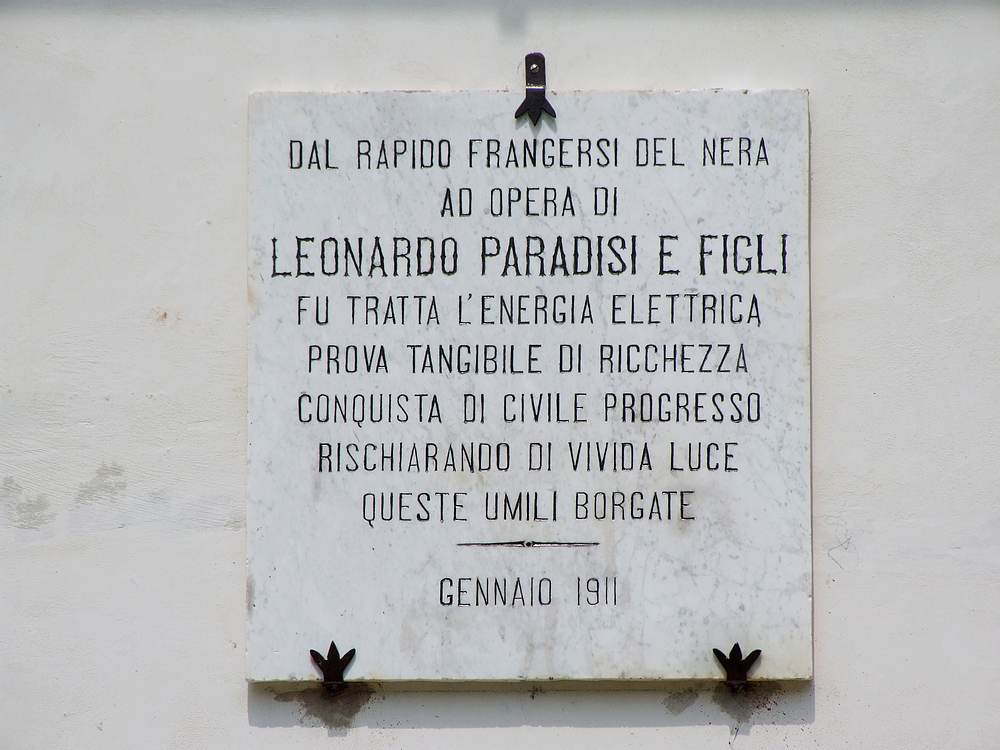 DAL RAPIDO FRANGERSI DEL NERA
AD OPERA DI
LEONARDO PARADISI E FIGLI
FU TRATTA L'ENERGIA ELETTRICA
PROVA TANGIBILE DI RICCHEZZA
CONQUISTA DI CIVILE PROGRESSO
RISCHIARANDO DI VIVIDA LUCE
QUESTE UMILI BORGATE
GENNAIO 1911